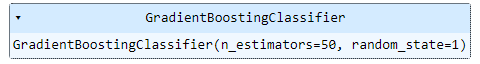 GradientBoostingClassifier
GradientBoostingClassifier(n_estimators=50, random_state=1)